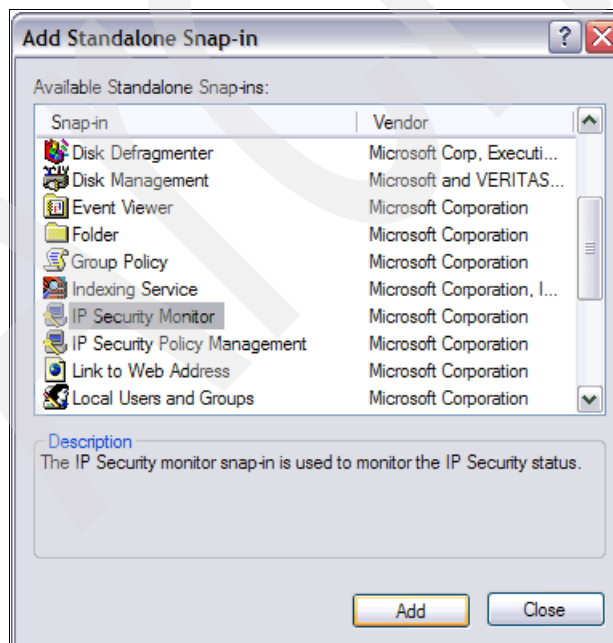 Add Standalone Snap-in
Available Standalone Snap-ins:
Snap-in Vendor
Disk Defragmenter Microsoft Corp, Executi...
Disk Management Microsoft and VERITAS...
Event Viewer Microsoft Corporation
Folder Microsoft Corporation
Group Policy Microsoft Corporation
Indexing Service Microsoft Corporation, I...
IP Security Monitor Microsoft Corporation
IP Security Policy Management Microsoft Corporation
Link to Web Address Microsoft Corporation
Local Users and Groups Microsoft Corporation
Description
The IP Security monitor snap-in is used to monitor the IP Security status.
Add Close